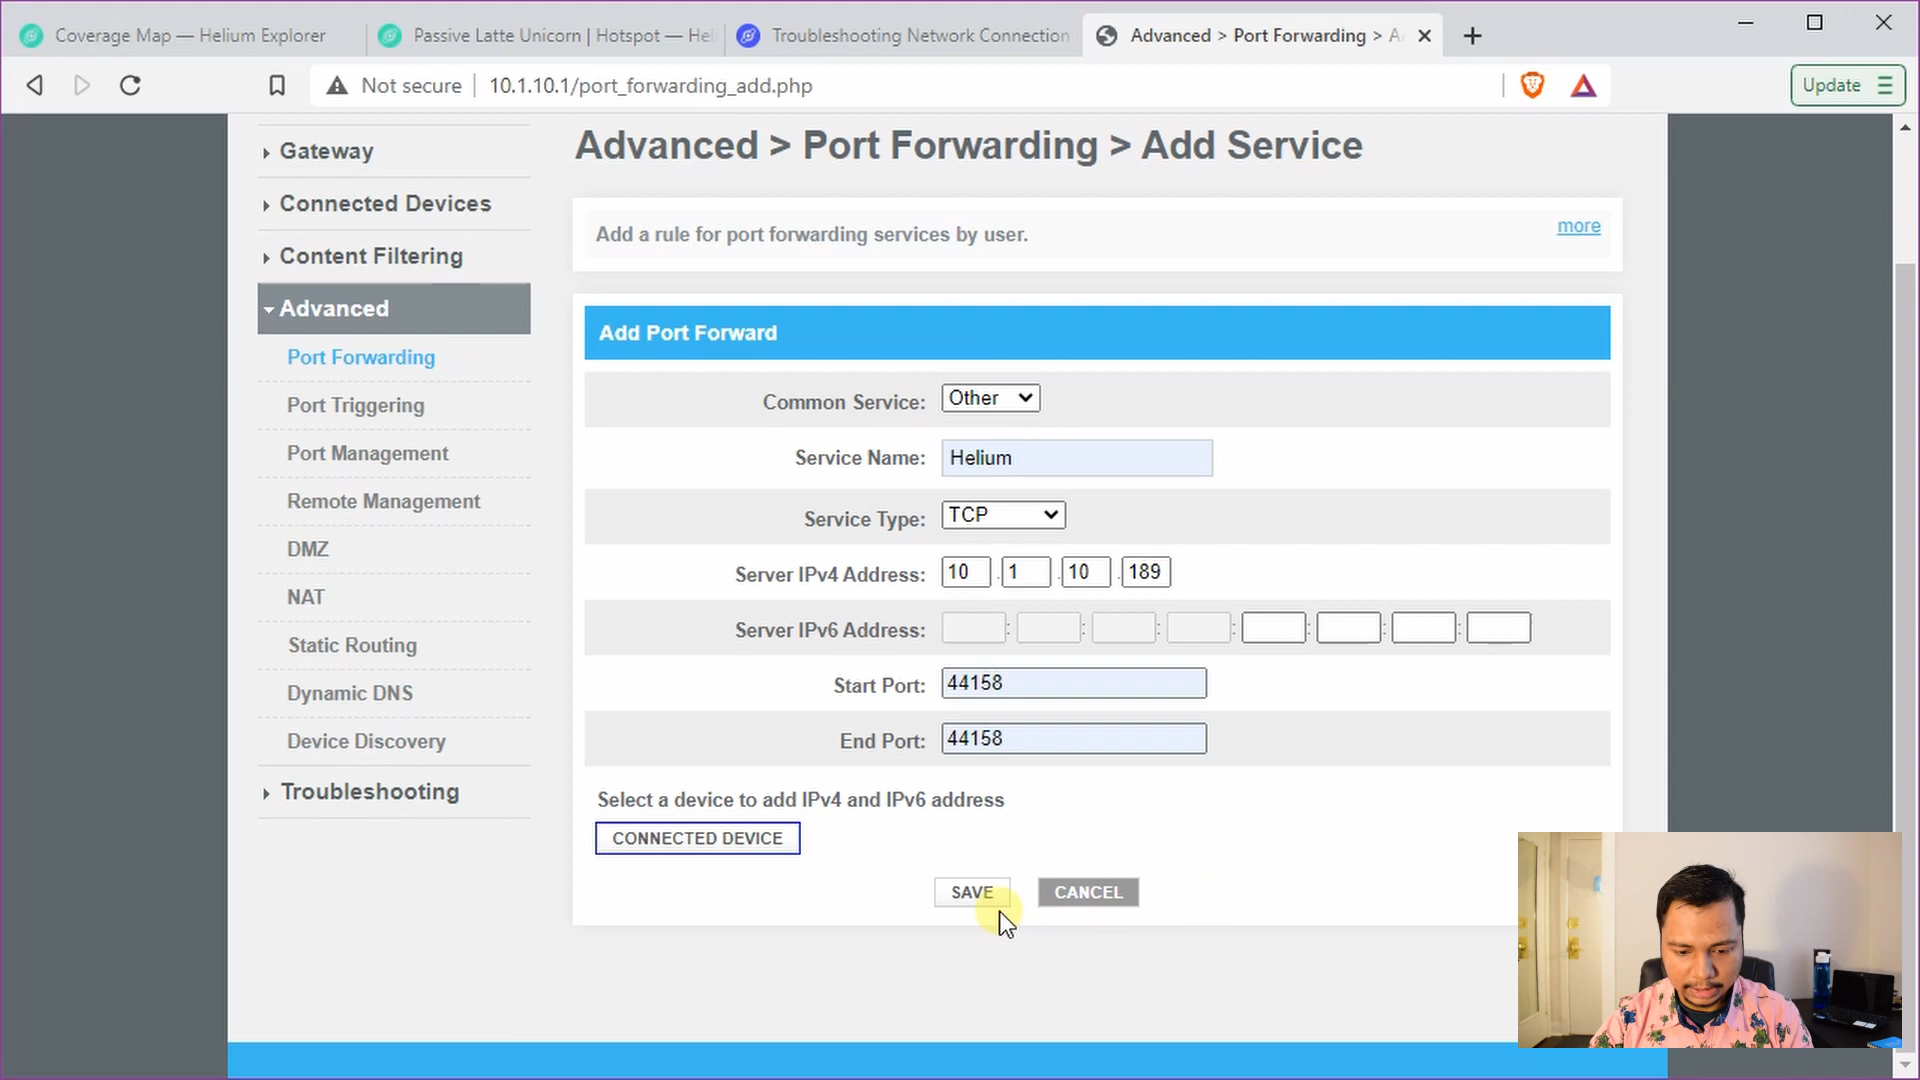 Coverage Map — Helium Explorer
Passive Latte Unicorn | Hotspot — Hel
Troubleshooting Network Connection
Advanced > Port Forwarding > A
Not secure
10.1.10.1/port_forwarding_add.php
Update
Gateway
Connected Devices
Content Filtering
Advanced
Port Forwarding
Port Triggering
Port Management
Remote Management
DMZ
NAT
Static Routing
Dynamic DNS
Device Discovery
Troubleshooting
Advanced > Port Forwarding > Add Service
Add a rule for port forwarding services by user.
more
Add Port Forward
Common Service: Other
Service Name: Helium
Service Type: TCP
Server IPv4 Address: 10 . 1 . 10 . 189
Server IPv6 Address: : : : : : : :
Start Port: 44158
End Port: 44158
Select a device to add IPv4 and IPv6 address
CONNECTED DEVICE
SAVE CANCEL